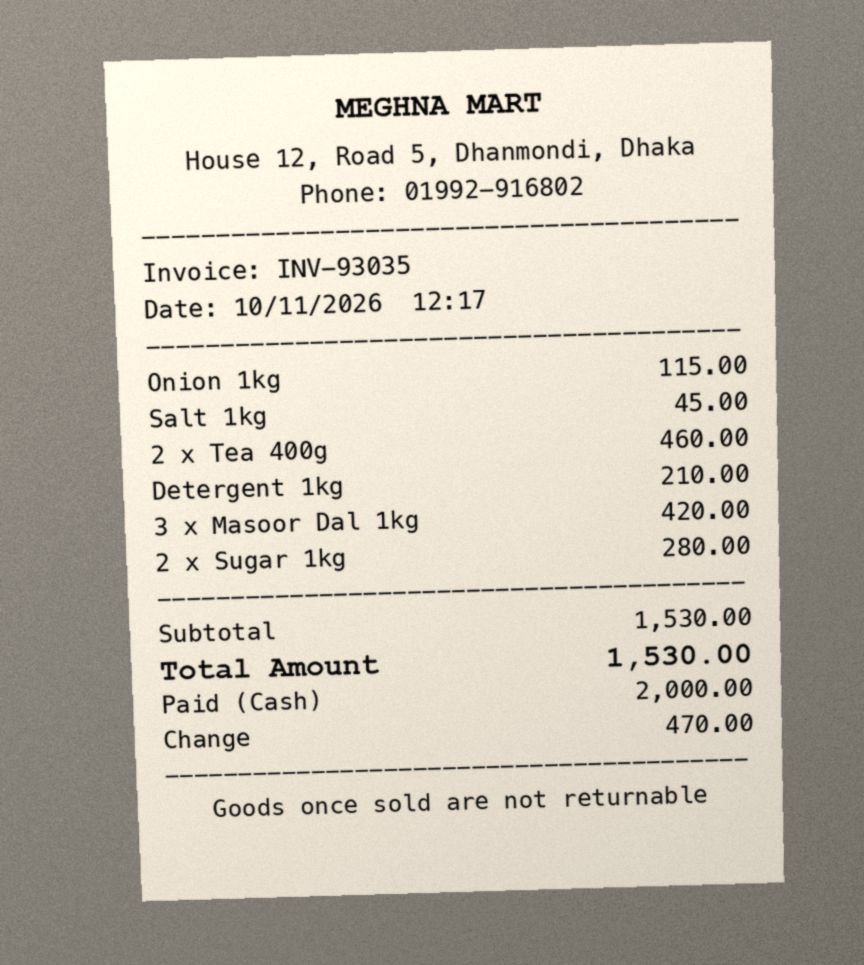 MEGHNA MART
House 12, Road 5, Dhanmondi, Dhaka
Phone: 01992-916802
Invoice: INV-93035
Date: 10/11/2026 12:17
Onion 1kg 115.00
Salt 1kg 45.00
2 x Tea 400g 460.00
Detergent 1kg 210.00
3 x Masoor Dal 1kg 420.00
2 x Sugar 1kg 280.00
Subtotal 1,530.00
Total Amount 1,530.00
Paid (Cash) 2,000.00
Change 470.00
Goods once sold are not returnable